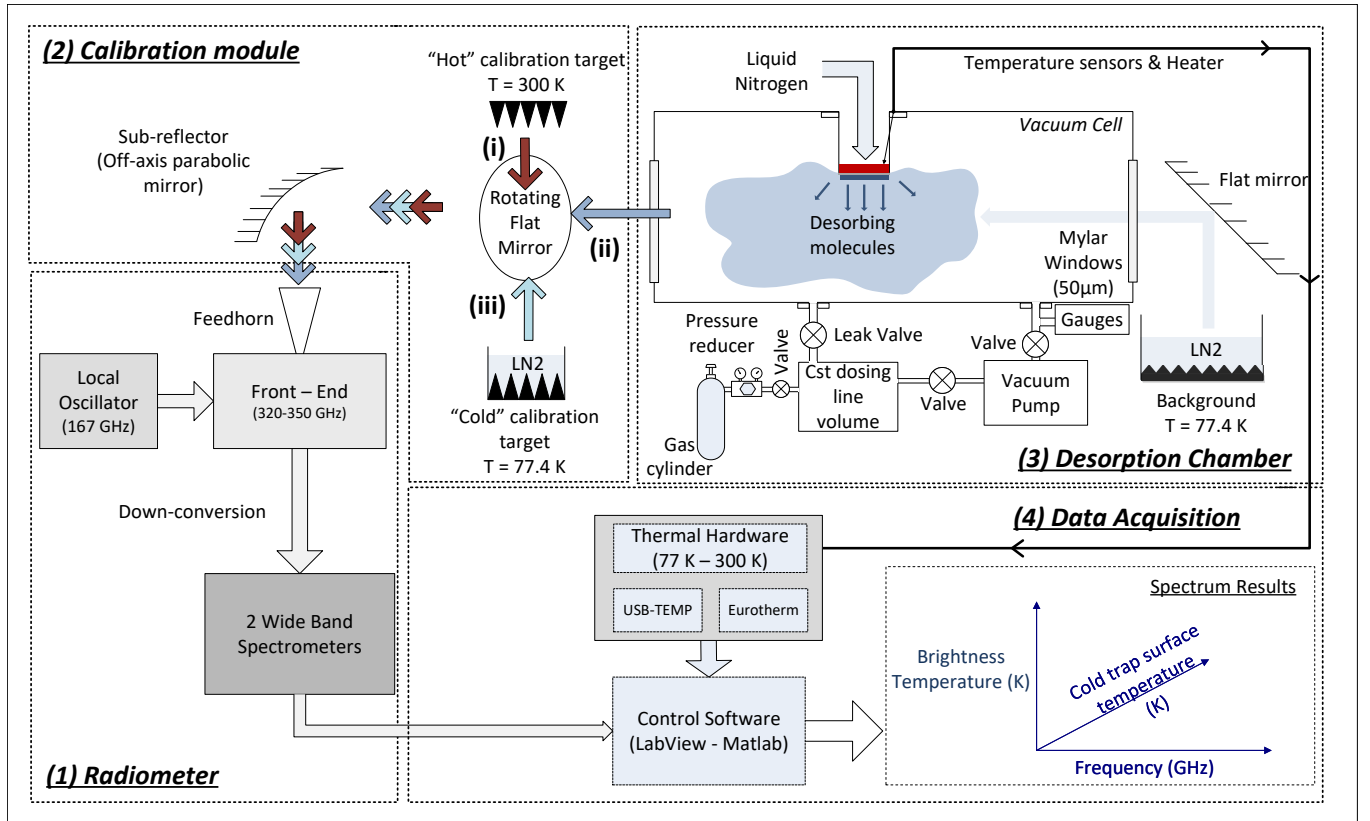 (2) Calibration module
"Hot" calibration target
T = 300 K
Sub-reflector
(Off-axis parabolic
mirror)
(i)
Rotating
Flat
Mirror
(ii)
(iii)
LN2
"Cold" calibration
target
T = 77.4 K
Liquid
Nitrogen
Temperature sensors & Heater
Vacuum Cell
Flat mirror
Desorbing
molecules
Mylar
Windows
(50µm)
Gauges
Pressure
reducer
Valve
Leak Valve
Valve
Cst dosing
line
volume
Valve
Vacuum
Pump
Gas
cylinder
LN2
Background
T = 77.4 K
(3) Desorption Chamber
Feedhorn
Local
Oscillator
(167 GHz)
Front – End
(320-350 GHz)
Down-conversion
2 Wide Band
Spectrometers
(1) Radiometer
(4) Data Acquisition
Thermal Hardware
(77 K – 300 K)
USB-TEMP
Eurotherm
Control Software
(LabView - Matlab)
Spectrum Results
Brightness
Temperature (K)
Cold trap surface
temperature
(K)
Frequency (GHz)